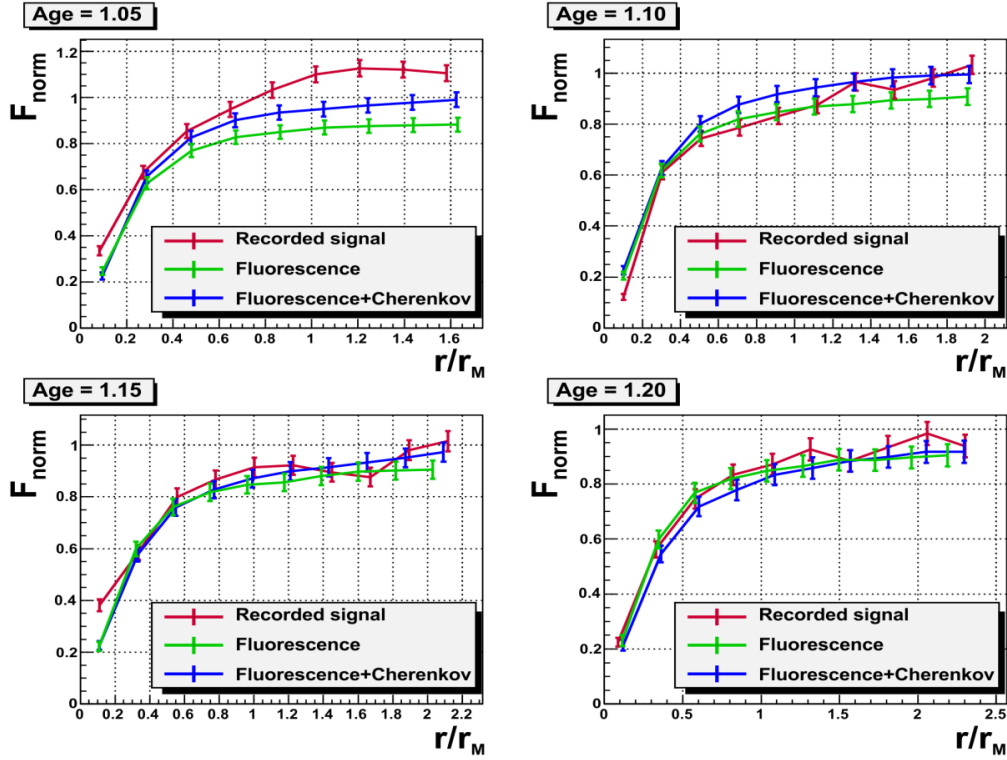 Age = 1.05
F norm
1.2
1
0.8
0.6
0.4
0.2
0
0 0.2 0.4 0.6 0.8 1 1.2 1.4 1.6
r/r M
Recorded signal
Fluorescence
Fluorescence+Cherenkov
Age = 1.10
F norm
1
0.8
0.6
0.4
0.2
0
0 0.2 0.4 0.6 0.8 1 1.2 1.4 1.6 1.8 2
r/r M
Recorded signal
Fluorescence
Fluorescence+Cherenkov
Age = 1.15
F norm
1
0.8
0.6
0.4
0.2
0
0 0.2 0.4 0.6 0.8 1 1.2 1.4 1.6 1.8 2 2.2
r/r M
Recorded signal
Fluorescence
Fluorescence+Cherenkov
Age = 1.20
F norm
1
0.8
0.6
0.4
0.2
0
0 0.5 1 1.5 2 2.5
r/r M
Recorded signal
Fluorescence
Fluorescence+Cherenkov